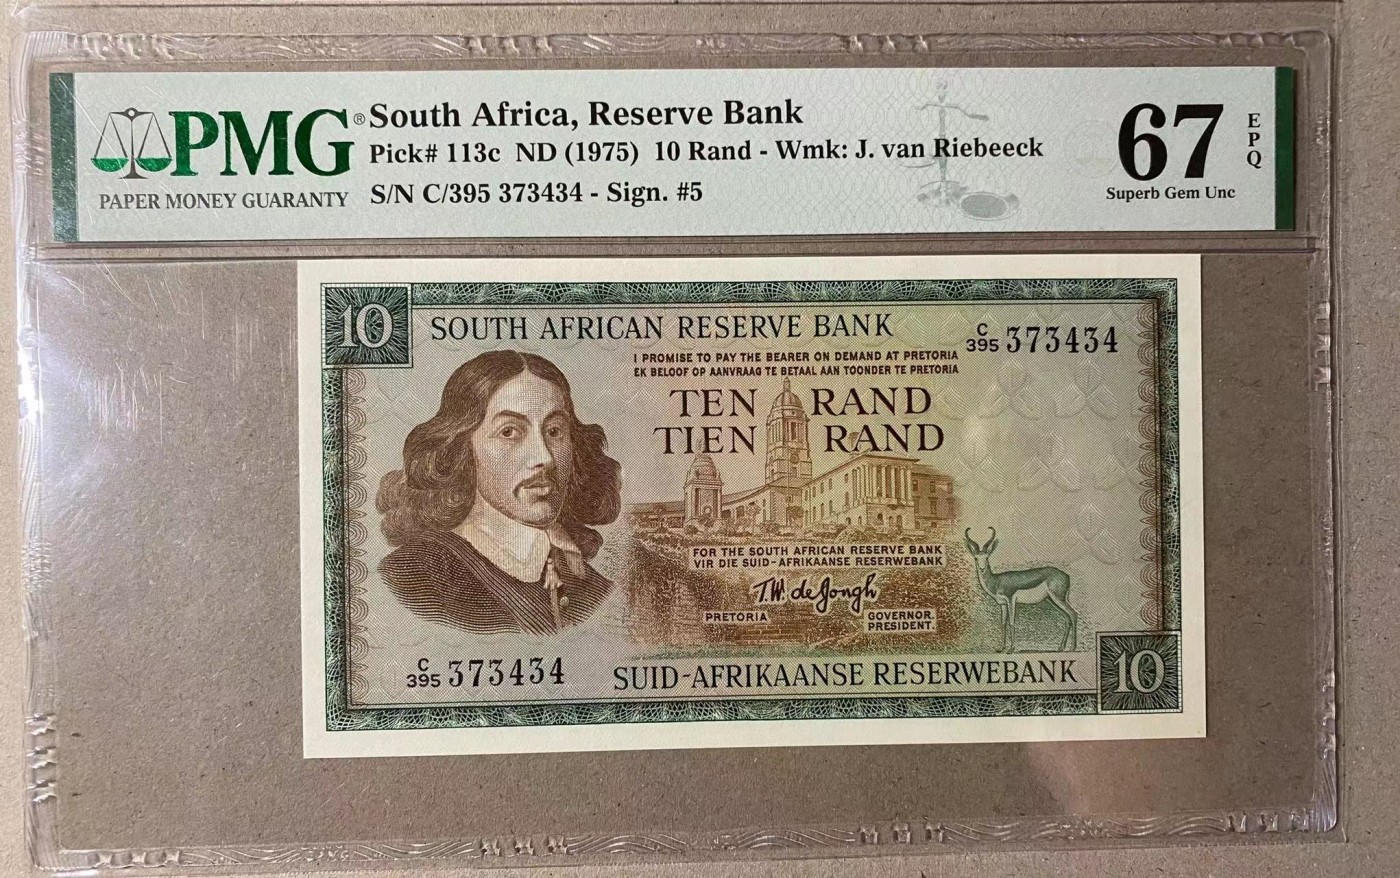 PMG®
PAPER MONEY GUARANTY
South Africa, Reserve Bank
Pick# 113c ND (1975) 10 Rand - Wmk: J. van Riebeeck
S/N C/395 373434 - Sign. #5
67
EPQ
Superb Gem Unc
10
SOUTH AFRICAN RESERVE BANK
C/395 373434
I PROMISE TO PAY THE BEARER ON DEMAND AT PRETORIA
EK BELOOF OP AANVRAAG TE BETAAL AAN TOONDER TE PRETORIA
TEN RAND
TIEN RAND
FOR THE SOUTH AFRICAN RESERVE BANK
VIR DIE SUID-AFRIKAANSE RESERWEBANK
T.W. de Jongh
PRETORIA
GOVERNOR.
PRESIDENT.
C/395 373434
SUID-AFRIKAANSE RESERWEBANK
10